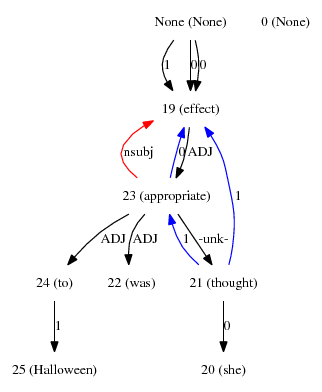 None (None) 0 (None)
1 0 0
19 (effect)
nsubj 0 ADJ
23 (appropriate) 1
ADJ ADJ 1 -unk-
24 (to) 22 (was) 21 (thought)
1 0
25 (Halloween) 20 (she)